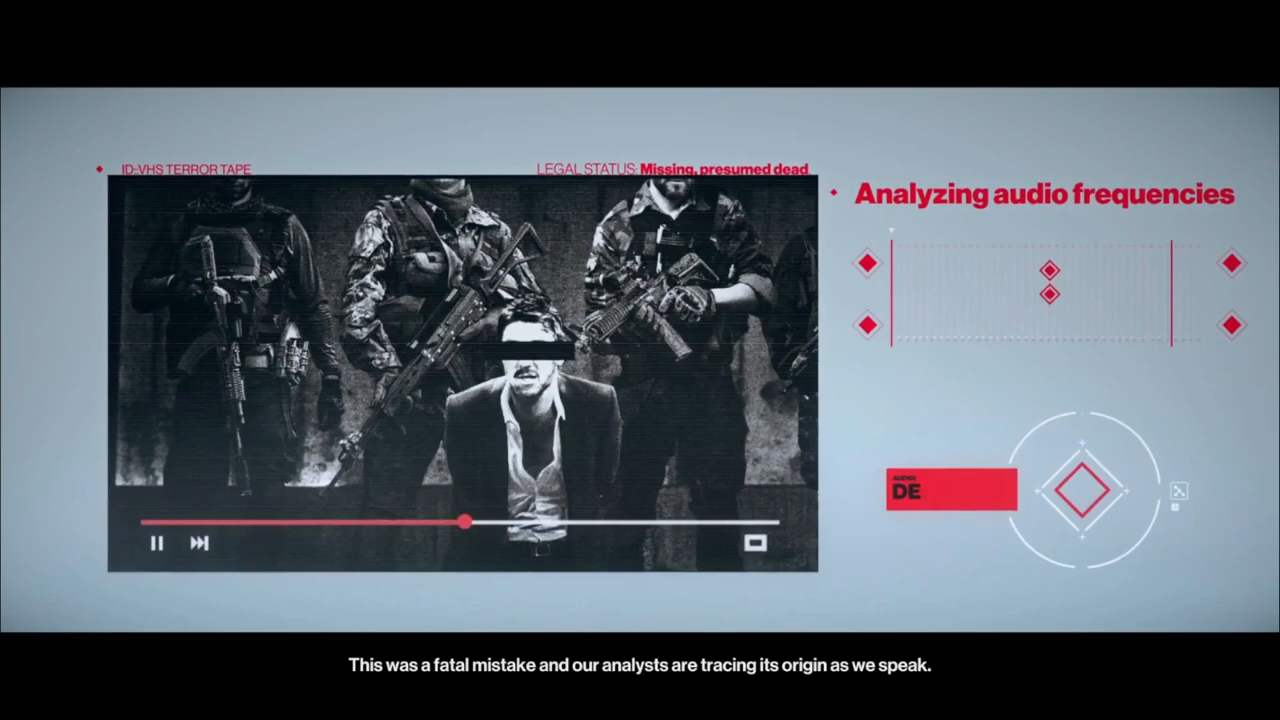 ID:VHS TERROR TAPE
LEGAL STATUS: Missing, presumed dead
Analyzing audio frequencies
DE
This was a fatal mistake and our analysts are tracing its origin as we speak.